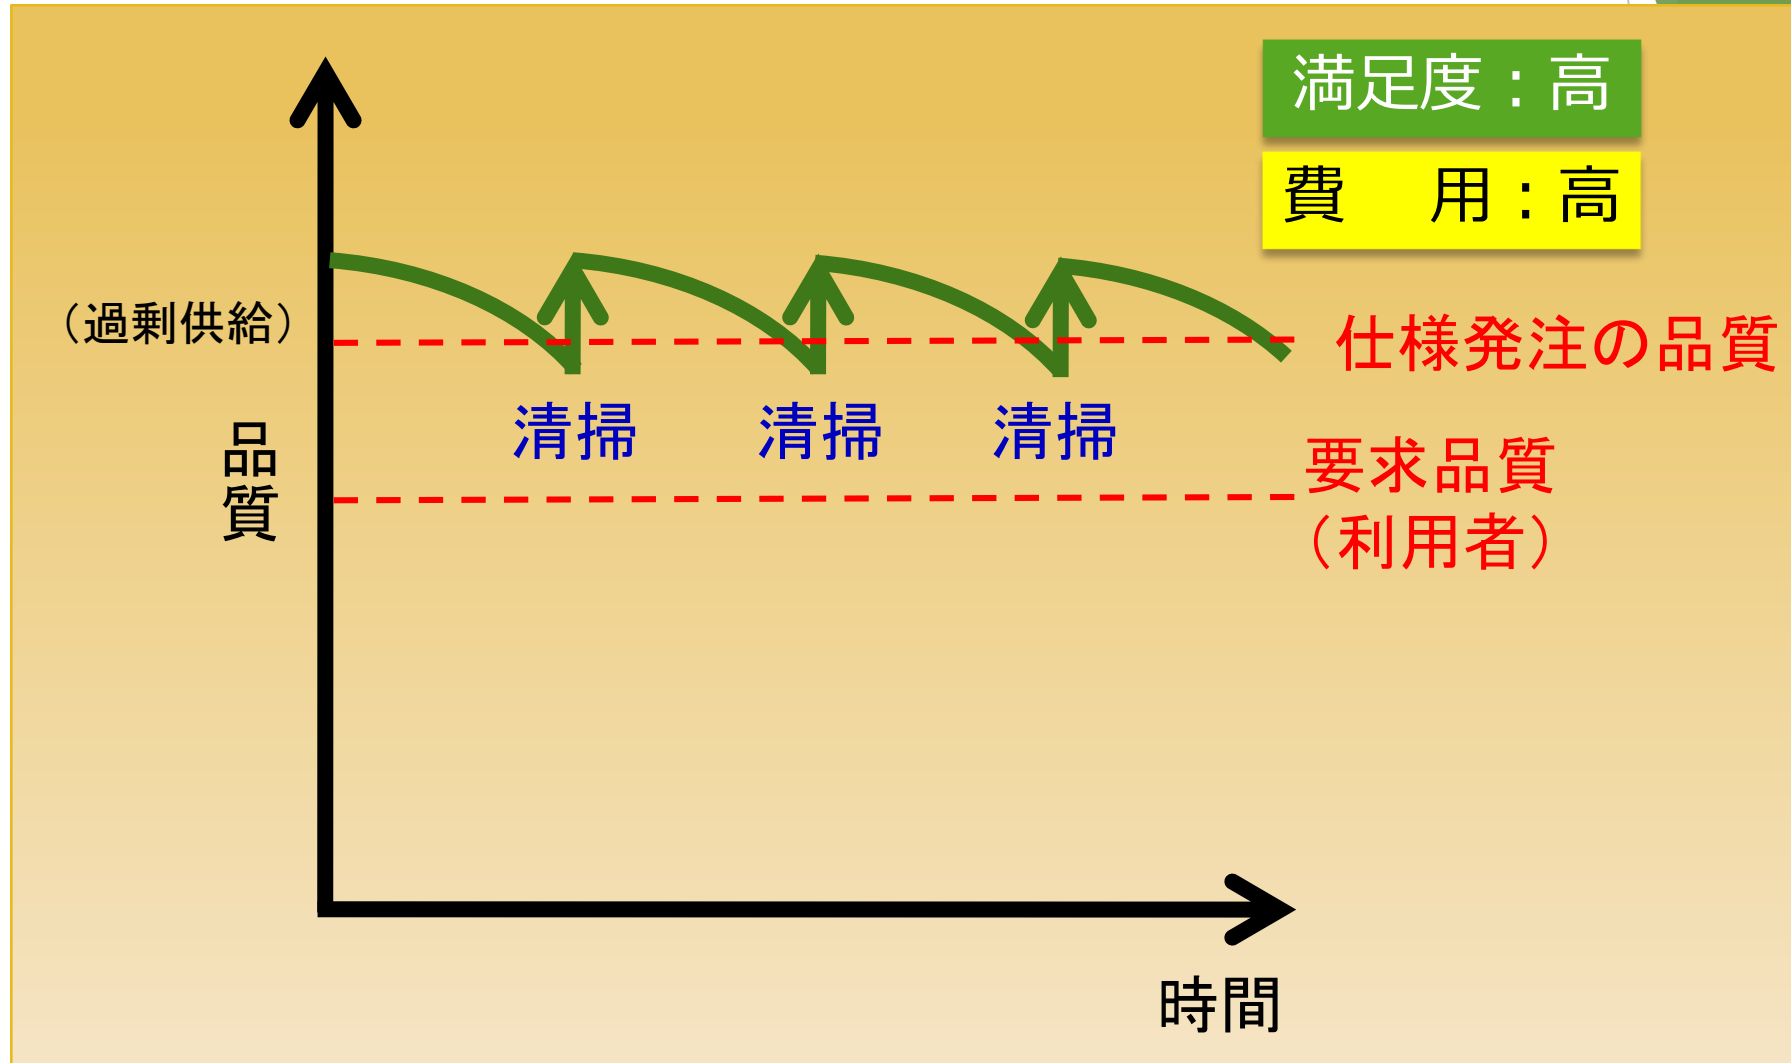 満足度：高
費　用：高
（過剰供給）
仕様発注の品質
清掃
清掃
清掃
品質
要求品質
（利用者）
時間